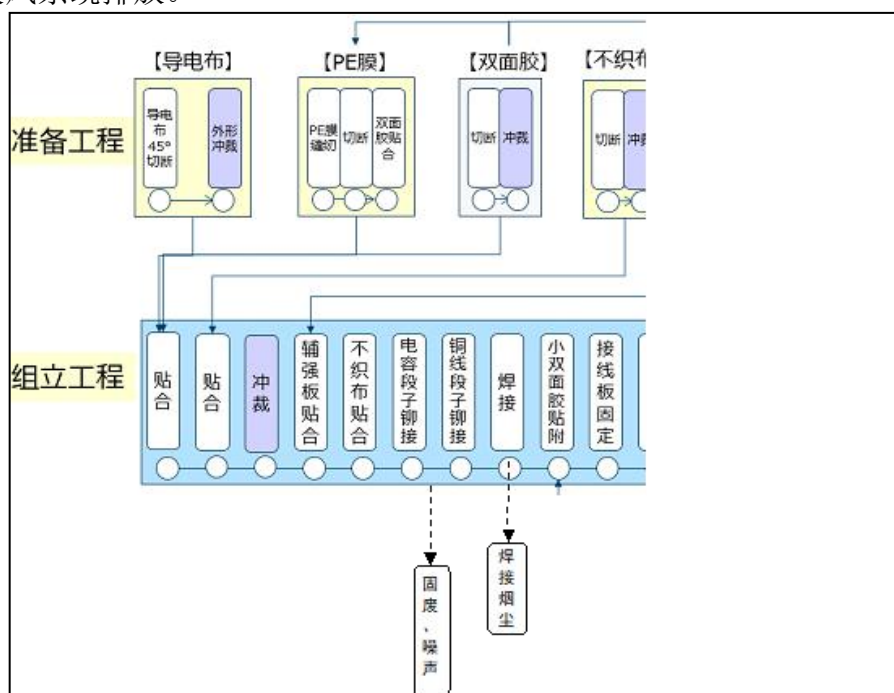 【导电布】
【PE膜】
【双面胶】
【不织布
准备工程
导电
布
45°
切断
外形
冲裁
PE膜
缝切
切断
双面
胶贴
合
切断
冲裁
切断
冲
组立工程
贴合
贴合
冲裁
辅强板贴合
不织布贴合
电容段子铆接
铜线段子铆接
焊接
小双面胶贴附
接线板固定
固废、噪声
焊接烟尘